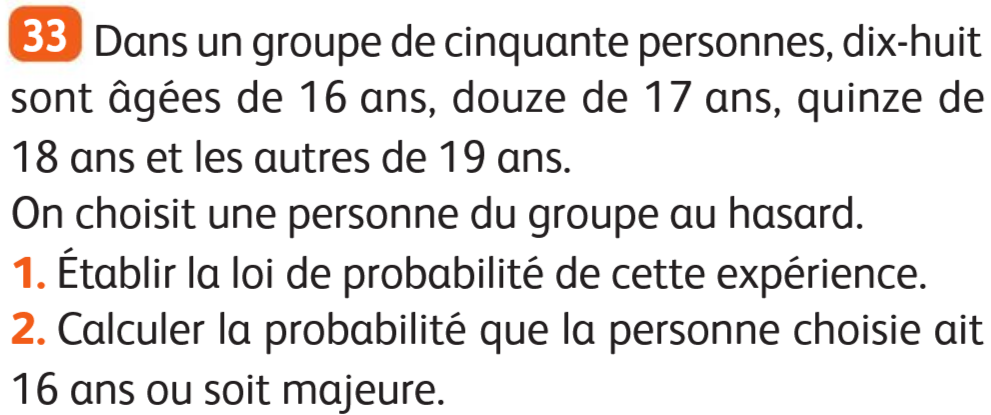 33 Dans un groupe de cinquante personnes, dix-huit
sont âgées de 16 ans, douze de 17 ans, quinze de
18 ans et les autres de 19 ans.
On choisit une personne du groupe au hasard.
1. Établir la loi de probabilité de cette expérience.
2. Calculer la probabilité que la personne choisie ait
16 ans ou soit majeure.